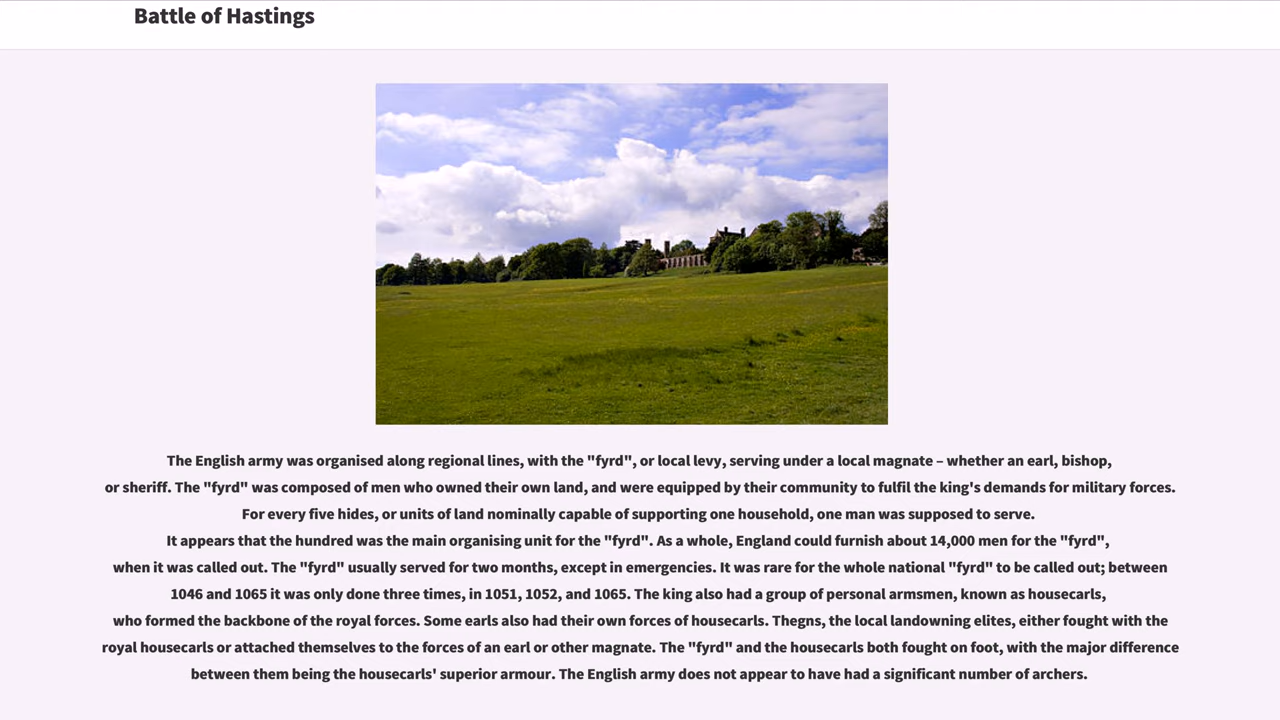 Battle of Hastings
The English army was organised along regional lines, with the "fyrd", or local levy, serving under a local magnate – whether an earl, bishop,
or sheriff. The "fyrd" was composed of men who owned their own land, and were equipped by their community to fulfil the king's demands for military forces.
For every five hides, or units of land nominally capable of supporting one household, one man was supposed to serve.
It appears that the hundred was the main organising unit for the "fyrd". As a whole, England could furnish about 14,000 men for the "fyrd",
when it was called out. The "fyrd" usually served for two months, except in emergencies. It was rare for the whole national "fyrd" to be called out; between
1046 and 1065 it was only done three times, in 1051, 1052, and 1065. The king also had a group of personal armsmen, known as housecarls,
who formed the backbone of the royal forces. Some earls also had their own forces of housecarls. Thegns, the local landowning elites, either fought with the
royal housecarls or attached themselves to the forces of an earl or other magnate. The "fyrd" and the housecarls both fought on foot, with the major difference
between them being the housecarls' superior armour. The English army does not appear to have had a significant number of archers.